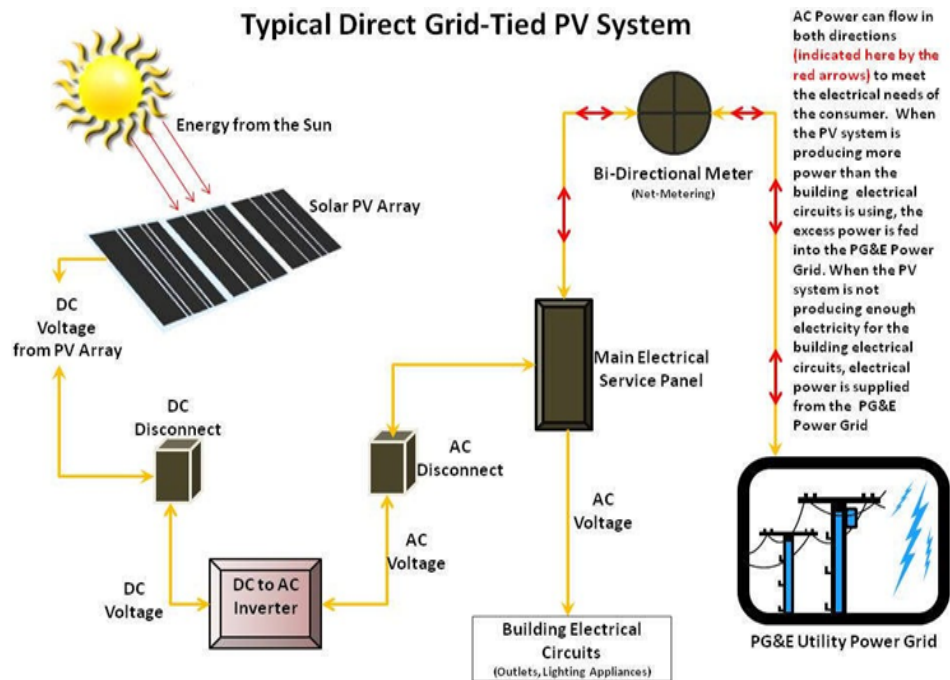 Typical Direct Grid-Tied PV System
Energy from the Sun
Solar PV Array
DC
Voltage
from PV Array
DC
Disconnect
DC
Voltage
DC to AC
Inverter
AC
Voltage
AC
Disconnect
Main Electrical
Service Panel
AC
Voltage
Building Electrical
Circuits
(Outlets, Lighting Appliances)
Bi-Directional Meter
(Net-Metering)
AC Power can flow in
both directions
(indicated here by the
red arrows) to meet
the electrical needs of
the consumer. When
the PV system is
producing more
power than the
building electrical
circuits is using, the
excess power is fed
into the PG&E Power
Grid. When the PV
system is not
producing enough
electricity for the
building electrical
circuits, electrical
power is supplied
from the PG&E
Power Grid
PG&E Utility Power Grid